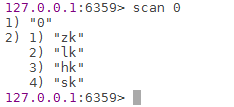 127.0.0.1:6359> scan 0
1) "0"
2) 1) "zk"
   2) "lk"
   3) "hk"
   4) "sk"
127.0.0.1:6359>